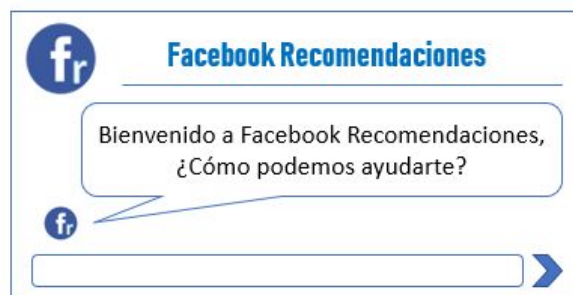 fr
Facebook Recomendaciones
Bienvenido a Facebook Recomendaciones,
¿Cómo podemos ayudarte?
fr